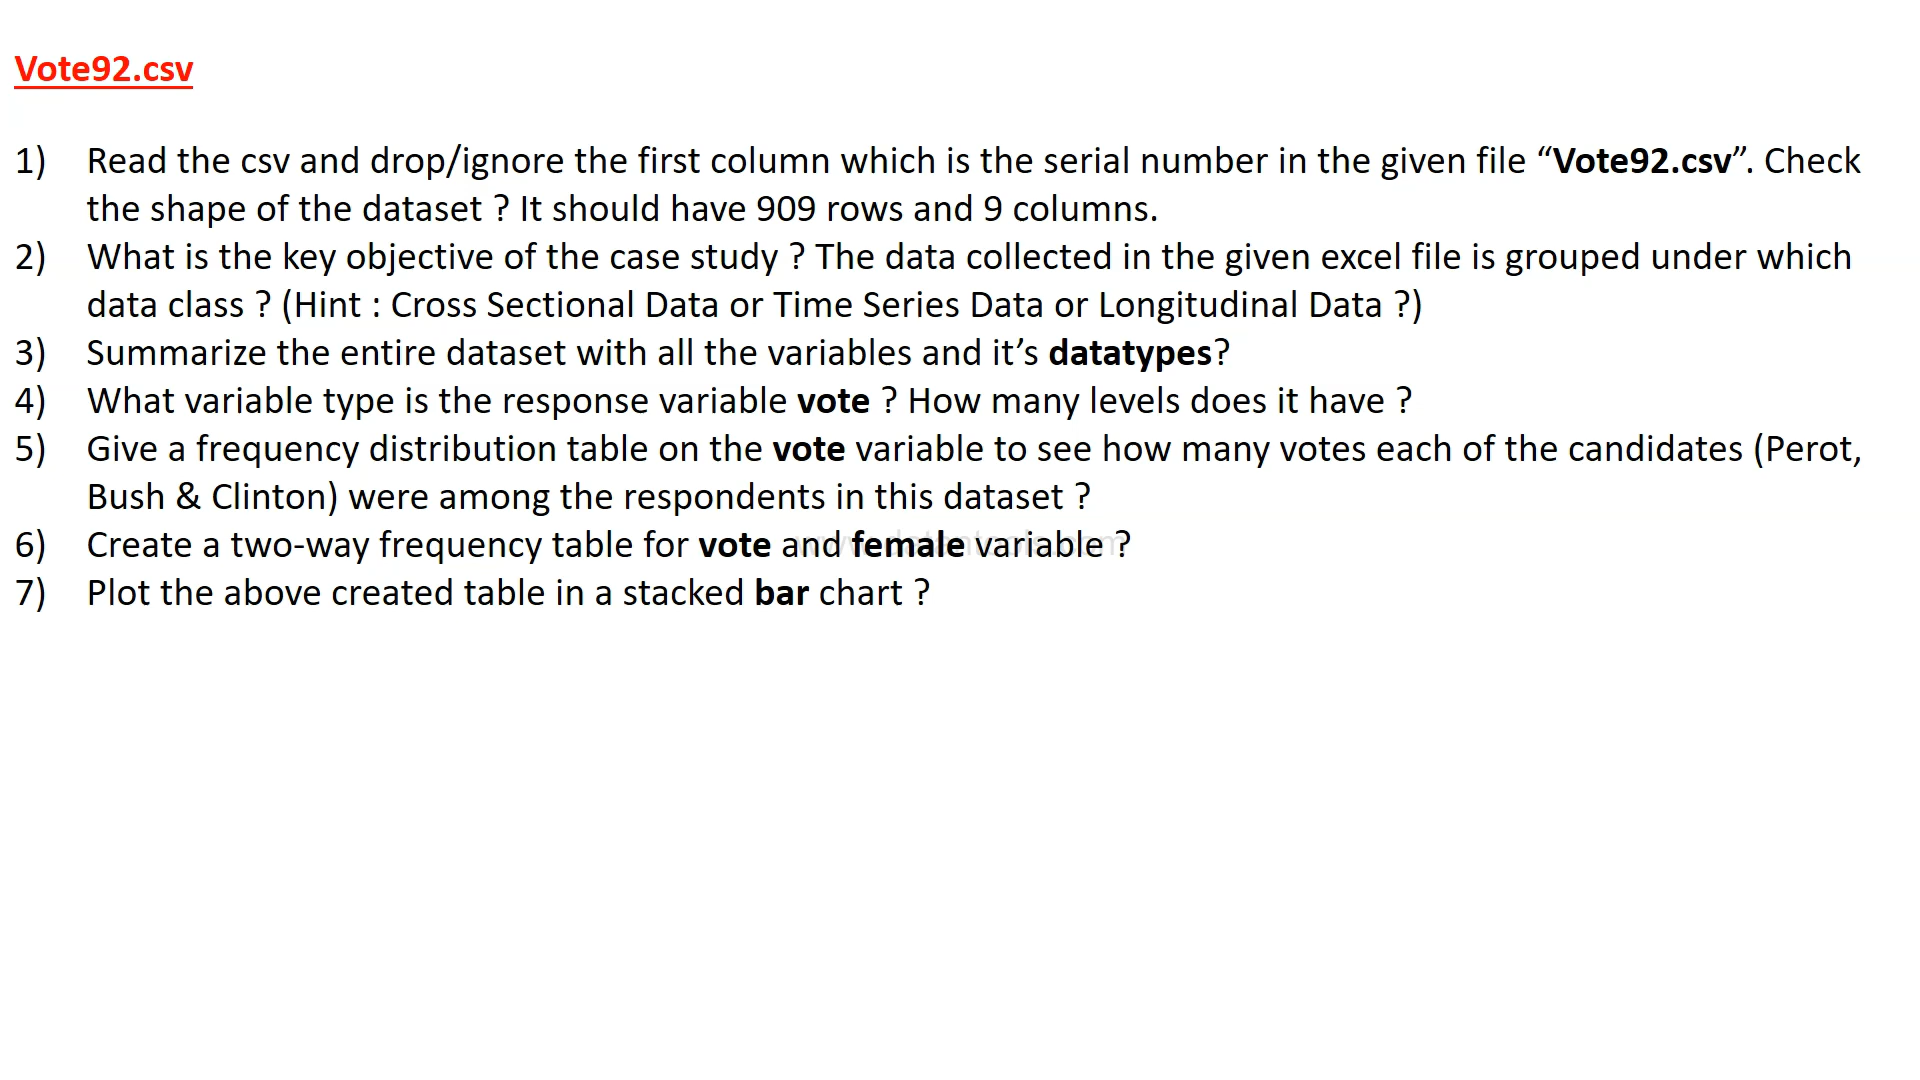 Vote92.csv
1) Read the csv and drop/ignore the first column which is the serial number in the given file “Vote92.csv”. Check
the shape of the dataset ? It should have 909 rows and 9 columns.
2) What is the key objective of the case study ? The data collected in the given excel file is grouped under which
data class ? (Hint : Cross Sectional Data or Time Series Data or Longitudinal Data ?)
3) Summarize the entire dataset with all the variables and it’s datatypes?
4) What variable type is the response variable vote ? How many levels does it have ?
5) Give a frequency distribution table on the vote variable to see how many votes each of the candidates (Perot,
Bush & Clinton) were among the respondents in this dataset ?
6) Create a two-way frequency table for vote and female variable ?
7) Plot the above created table in a stacked bar chart ?